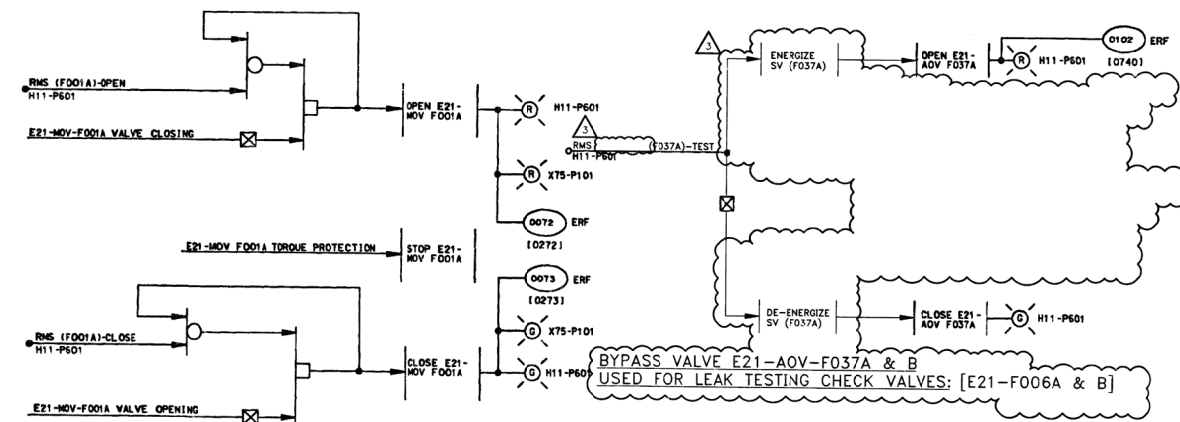 RMS (F001A)-OPEN
H11-P601
E21-MOV-F001A VALVE CLOSING
OPEN E21-
MOV F001A
R H11-P601
R X75-P101
0072 ERF
[0272]
E21-MOV F001A TORQUE PROTECTION
STOP E21-
MOV F001A
0073 ERF
[0273]
G X75-P101
RMS (F001A)-CLOSE
H11-P601
CLOSE E21-
MOV F001A
G H11-P601
E21-MOV-F001A VALVE OPENING
3
ENERGIZE
SV (F037A)
OPEN E21-
AOV F037A
0102 ERF
[0740]
R H11-P601
3
RMS (F037A)-TEST
H11-P601
DE-ENERGIZE
SV (F037A)
CLOSE E21-
AOV F037A
G H11-P601
BYPASS VALVE E21-AOV-F037A & B
USED FOR LEAK TESTING CHECK VALVES: [E21-F006A & B]